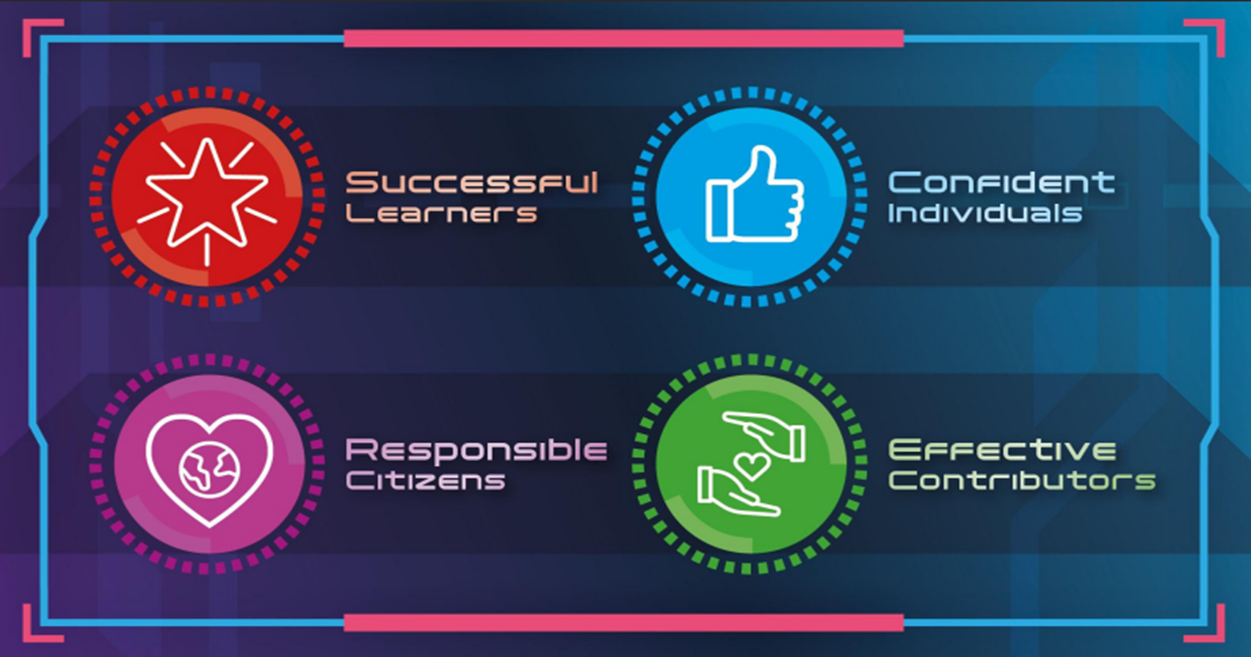 Successful
Learners
Confident
Individuals
Responsible
Citizens
Effective
Contributors